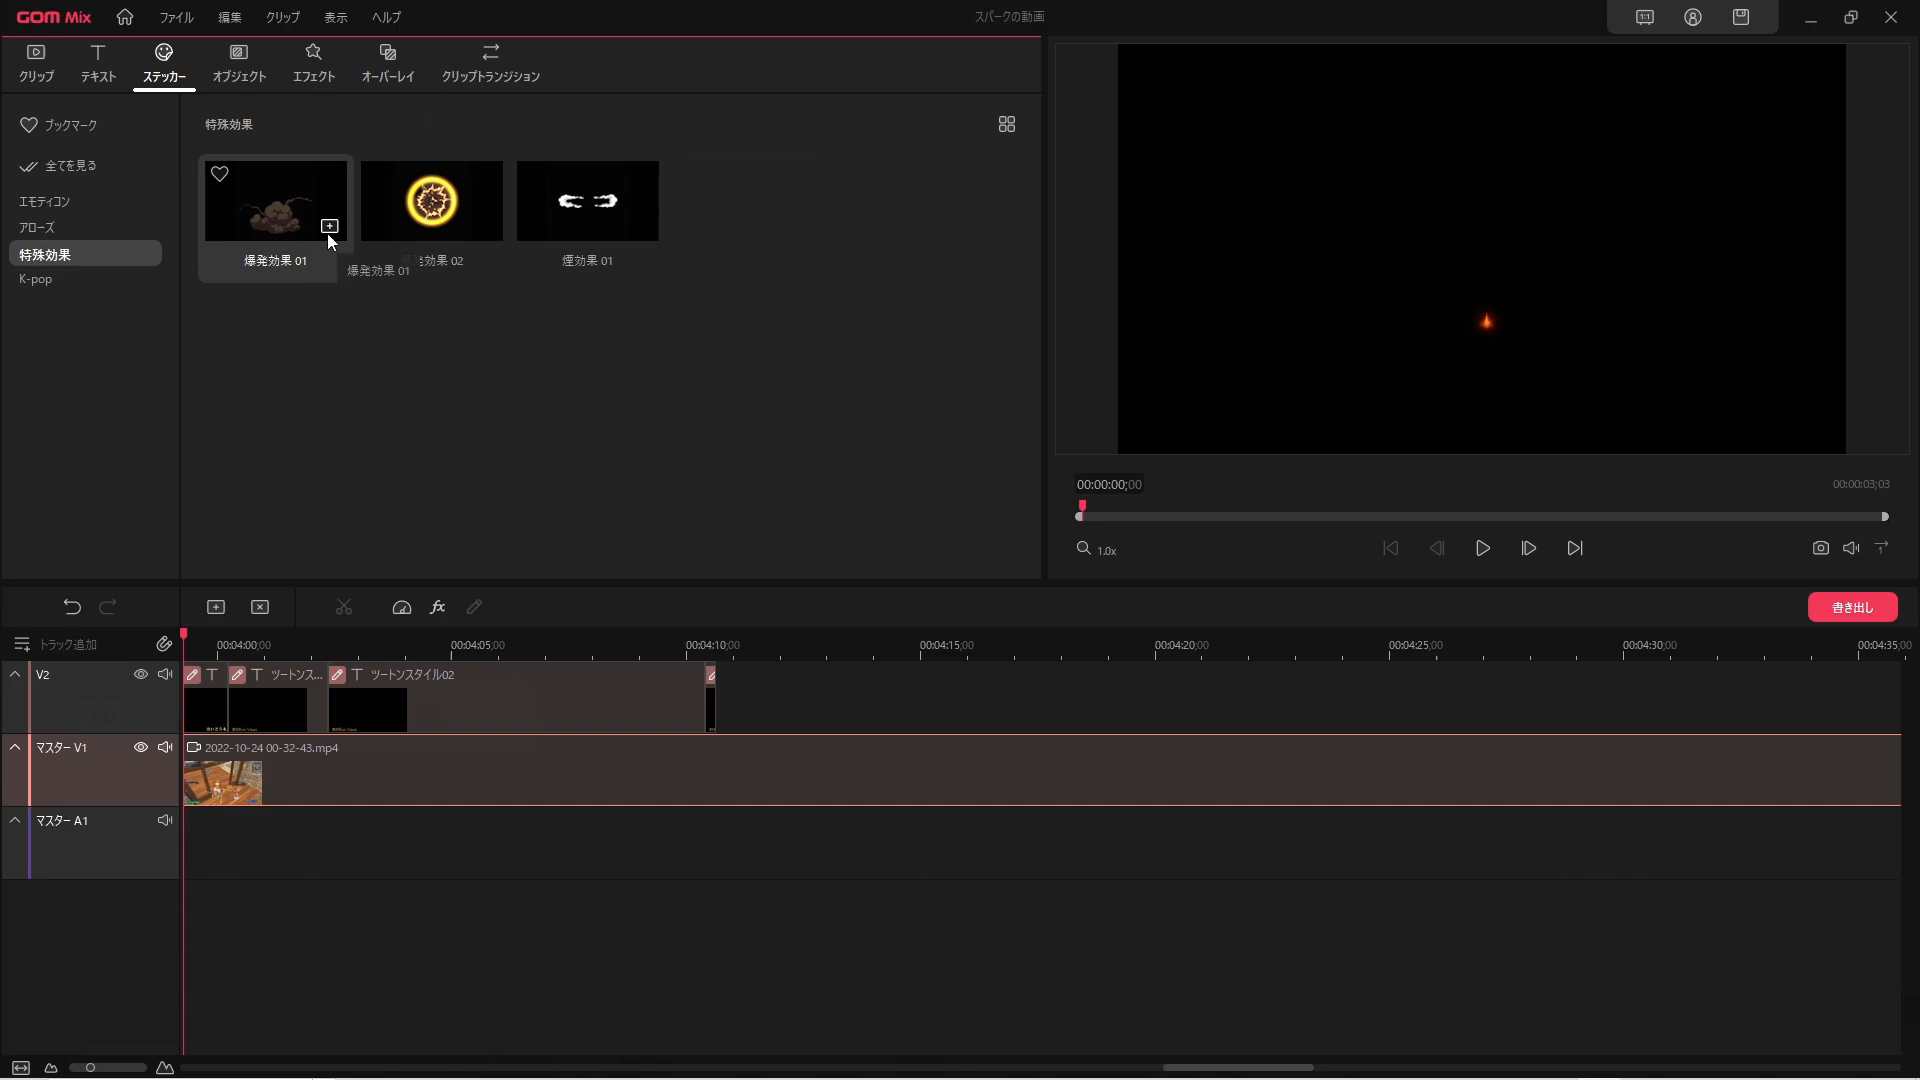 GOM Mix ファイル 編集 クリップ 表示 ヘルプ スパークの動画 1:1
クリップ テキスト ステッカー オブジェクト エフェクト オーバーレイ クリップトランジション
ブックマーク
全てを見る
エモティコン
アローズ
特殊効果
K-pop
特殊効果
爆発効果 01 効果 02 煙効果 01
爆発効果 01
00:00:00;00 00:00:03;03
1.0x
fx 書き出し
トラック追加 00:04:00;00 00:04:05;00 00:04:10;00 00:04:15;00 00:04:20;00 00:04:25;00 00:04:30;00 00:04:35;00
V2 T T ツートンス... T ツートンスタイル02
マスター V1 2022-10-24 00-32-43.mp4
マスター A1